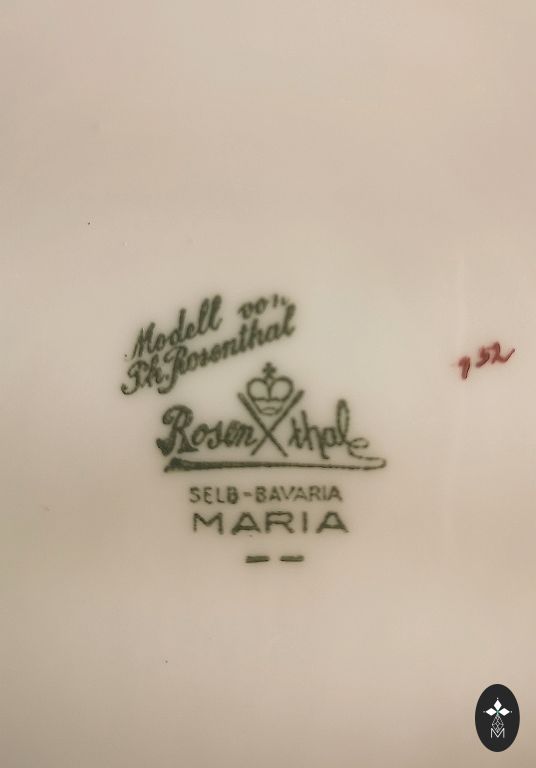 Modell von
Ph. Rosenthal
Rosenthal
SELB-BAVARIA
MARIA
952
M